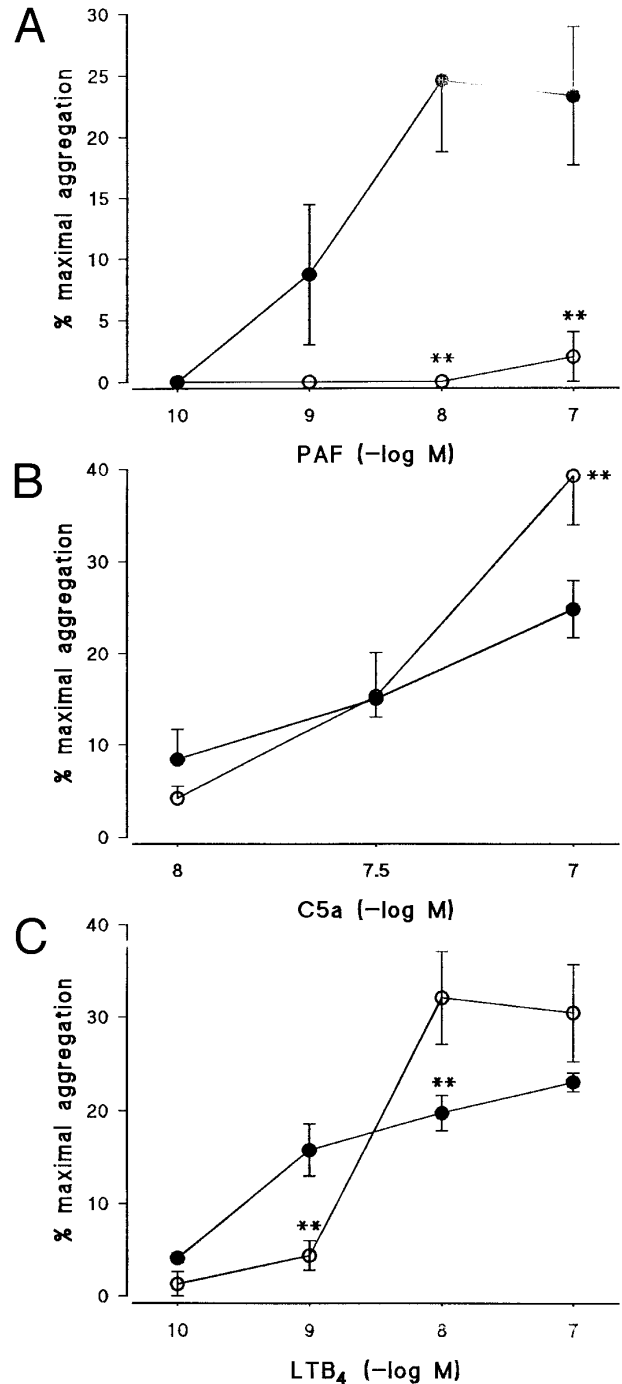 A
30
25
20
15
10
5
0
% maximal aggregation
**
**
10 9 8 7
PAF (-log M)
B
40
30
20
10
0
% maximal aggregation
**
8 7.5 7
C5a (-log M)
C
40
30
20
10
0
% maximal aggregation
**
**
10 9 8 7
LTB₄ (-log M)